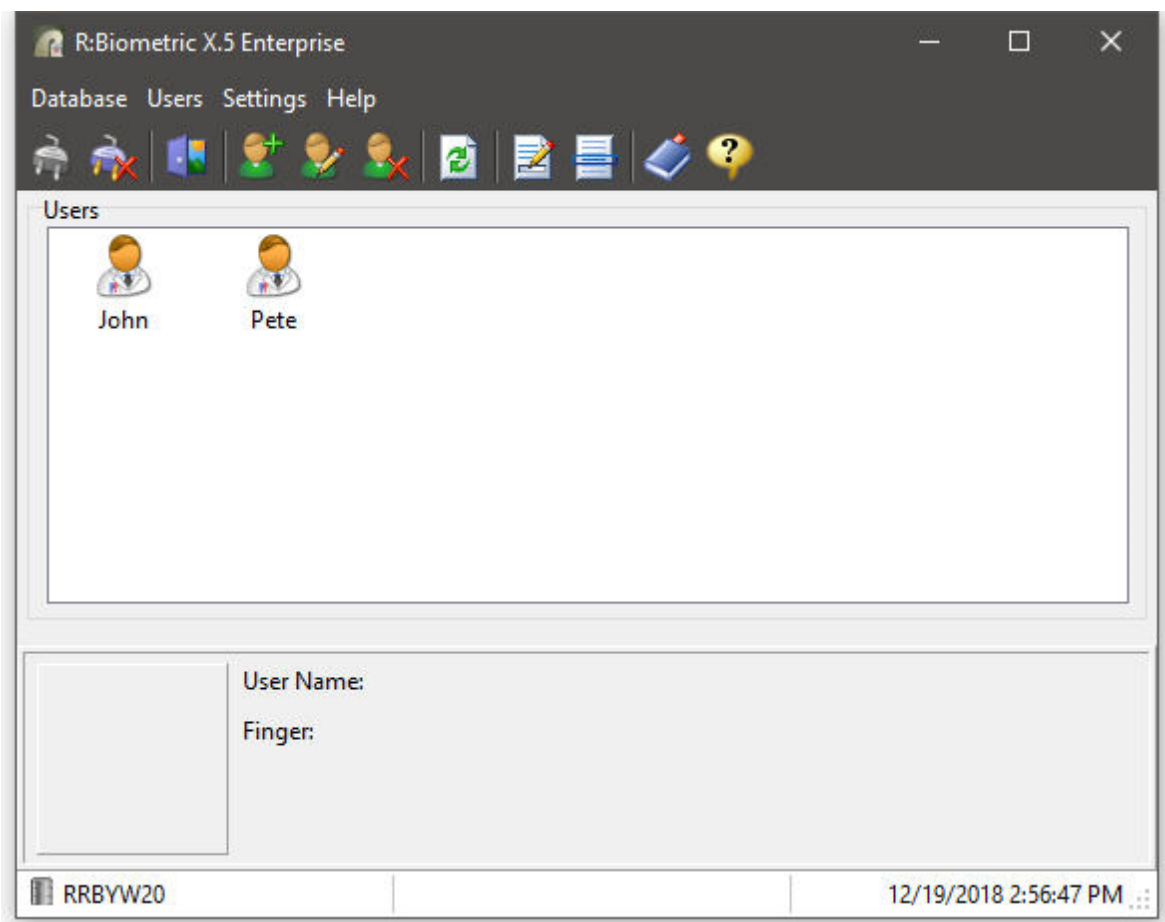 R:Biometric X.5 Enterprise
Database Users Settings Help
?
Users
John Pete
User Name:
Finger:
RRBYW20 12/19/2018 2:56:47 PM